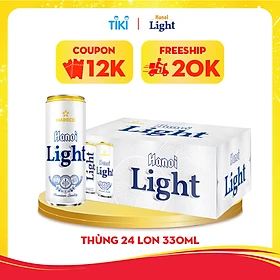 TIKI
Hanoi
Light
COUPON
12K
FREESHIP
20K
HABECO
Hanoi
Light
Hanoi
Light
THÙNG 24 LON 330ML